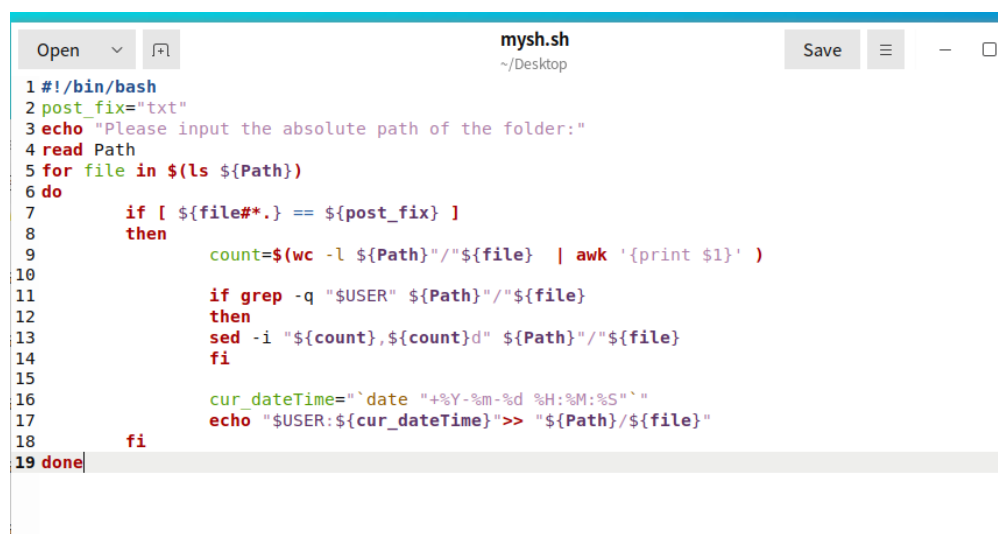 Open
mysh.sh
~/Desktop
Save
1 #!/bin/bash
2 post_fix="txt"
3 echo "Please input the absolute path of the folder:"
4 read Path
5 for file in $(ls ${Path})
6 do
7 if [ ${file#*.} == ${post_fix} ]
8 then
9 count=$(wc -l ${Path}"/"${file}  | awk '{print $1}' )
10
11 if grep -q "$USER" ${Path}"/"${file}
12 then
13 sed -i "${count},${count}d" ${Path}"/"${file}
14 fi
15
16 cur_dateTime="`date "+%Y-%m-%d %H:%M:%S"`"
17 echo "$USER:${cur_dateTime}">> "${Path}/${file}"
18 fi
19 done